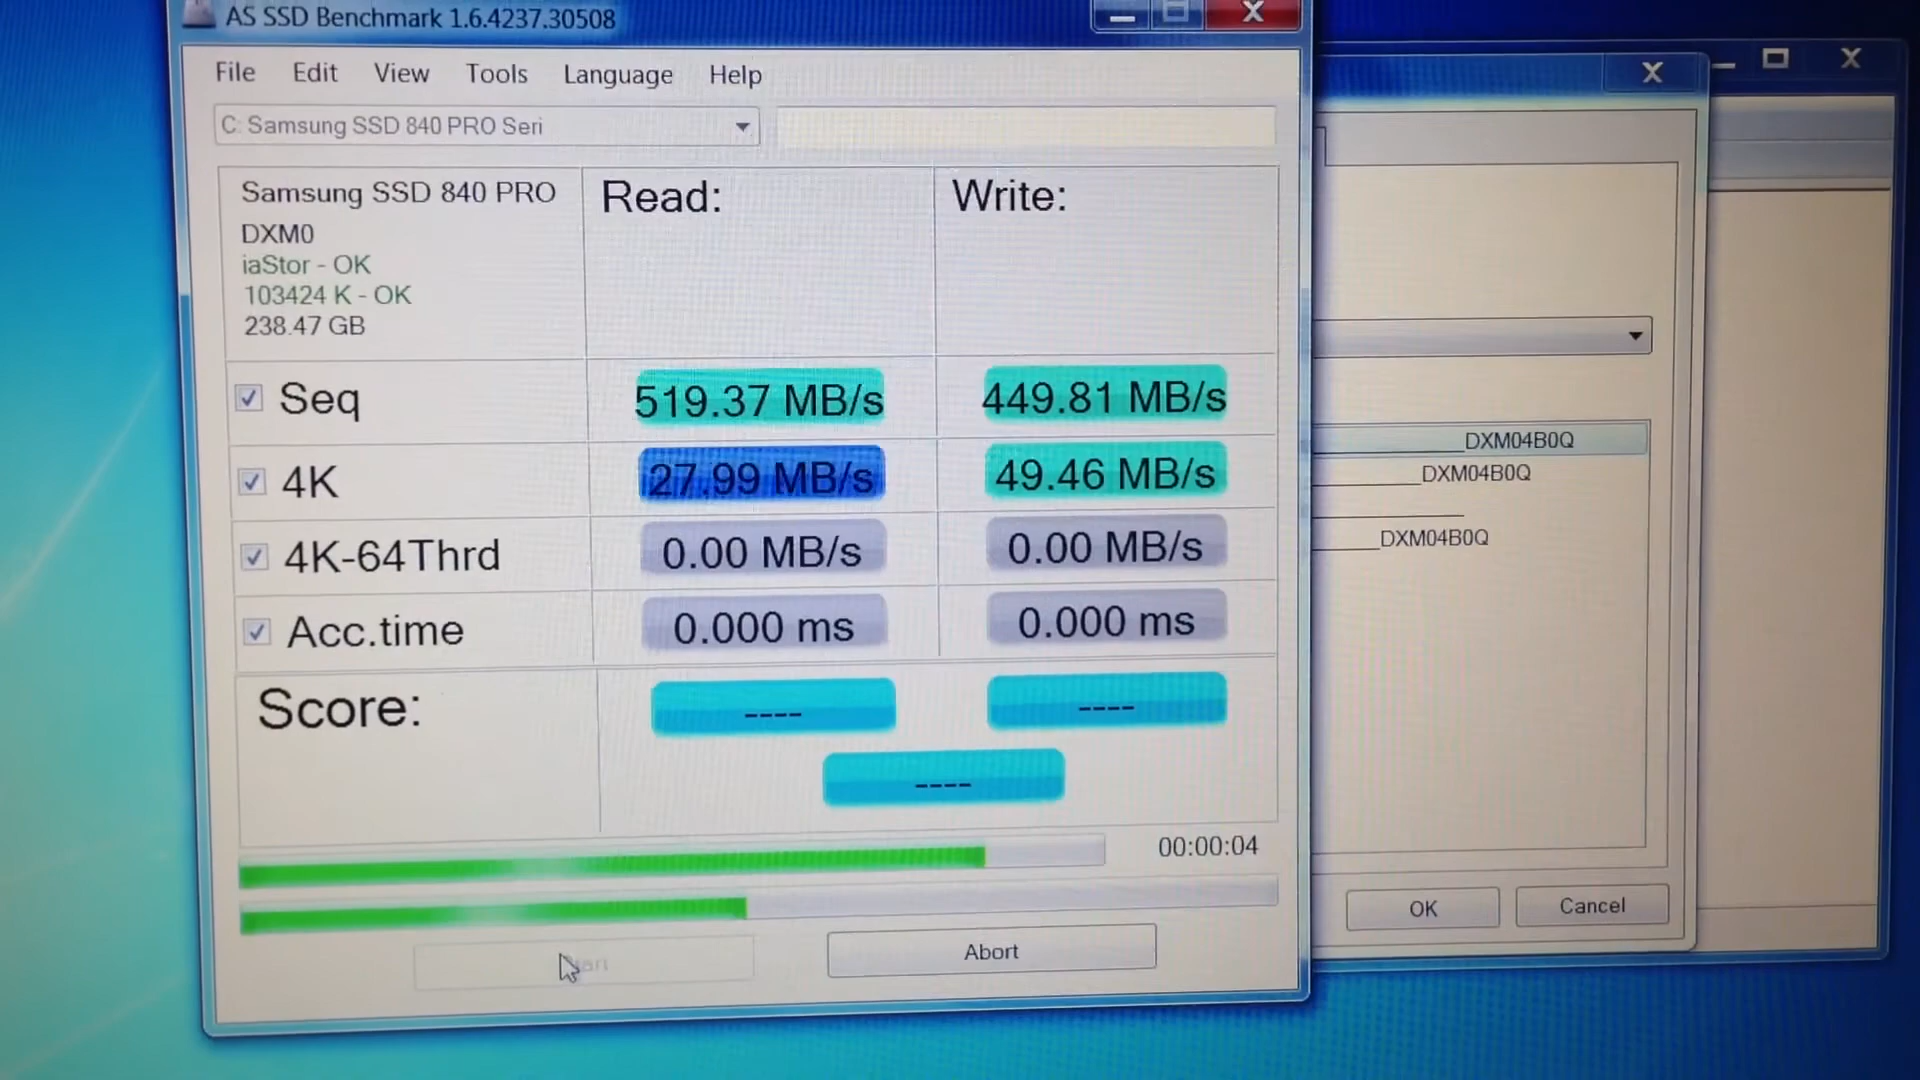 AS SSD Benchmark 1.6.4237.30508
File Edit View Tools Language Help
C: Samsung SSD 840 PRO Seri
Samsung SSD 840 PRO
DXM0
iaStor - OK
103424 K - OK
238.47 GB
Read: Write:
Seq 519.37 MB/s 449.81 MB/s
4K 27.99 MB/s 49.46 MB/s
4K-64Thrd 0.00 MB/s 0.00 MB/s
Acc.time 0.000 ms 0.000 ms
Score: ---- ----
----
00:00:04
Abort
DXM04B0Q
DXM04B0Q
DXM04B0Q
OK Cancel